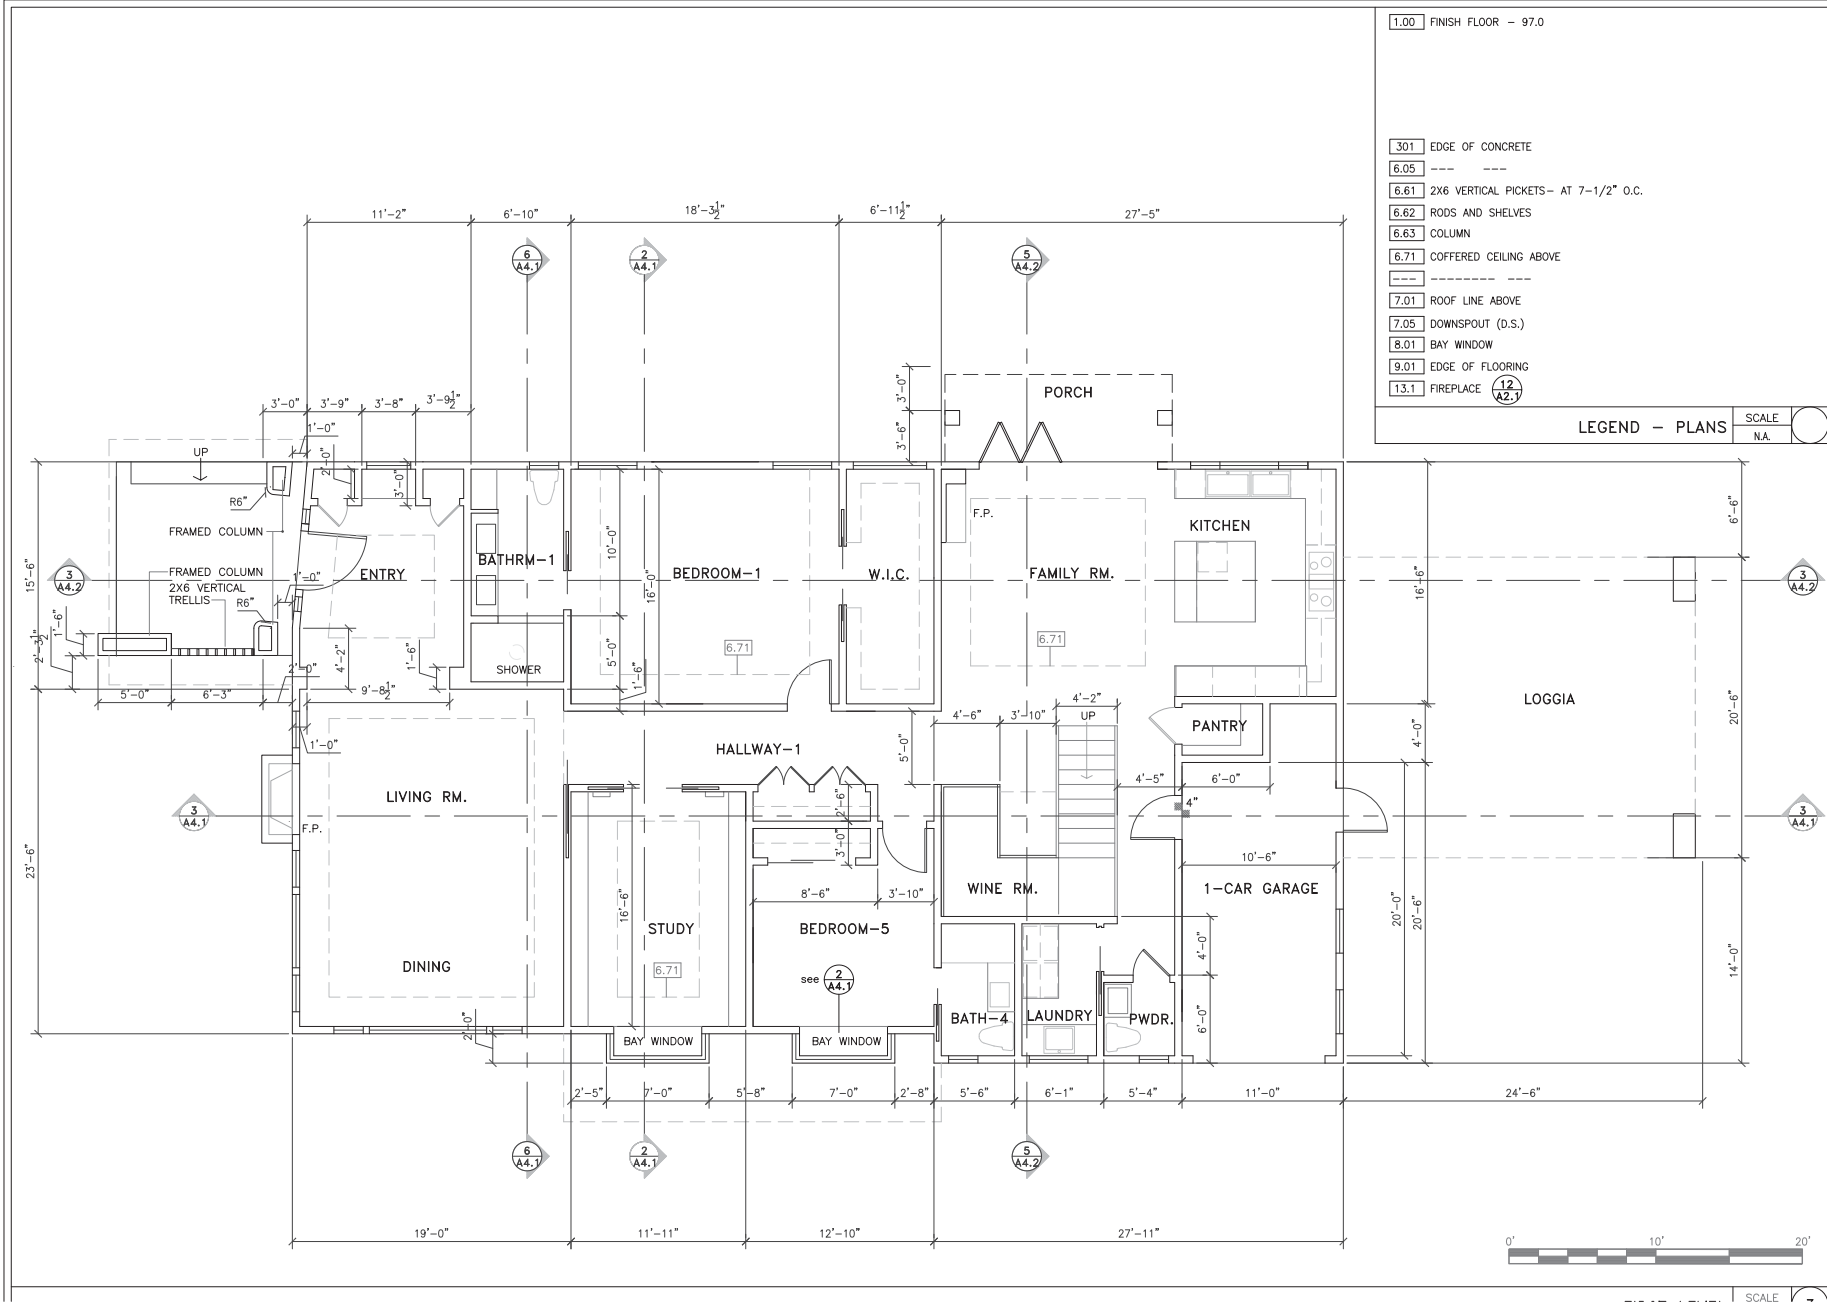 1.00 FINISH FLOOR - 97.0
301 EDGE OF CONCRETE
6.05 --- ---
6.61 2X6 VERTICAL PICKETS- AT 7-1/2" O.C.
6.62 RODS AND SHELVES
6.63 COLUMN
6.71 COFFERED CEILING ABOVE
--- -------- ---
7.01 ROOF LINE ABOVE
7.05 DOWNSPOUT (D.S.)
8.01 BAY WINDOW
9.01 EDGE OF FLOORING
13.1 FIREPLACE 12 A2.1
LEGEND - PLANS SCALE N.A.
11'-2" 6'-10" 18'-3½" 6'-11½" 27'-5"
6 A4.1
2 A4.1
5 A4.2
3'-0" 3'-9" 3'-8" 3'-9½"
1'-0"
3'-0"
3'-6"
PORCH
UP
2'-0"
3'-0"
R6"
F.P.
KITCHEN
FRAMED COLUMN
6'-6"
15'-6"
3 A4.2
FRAMED COLUMN
2X6 VERTICAL
TRELLIS
R6"
1'-0"
ENTRY
BATHRM-1
10'-0"
16'-0"
BEDROOM-1
W.I.C.
FAMILY RM.
16'-6"
3 A4.2
1'-6"
2'-3½"
4'-2"
1'-6"
SHOWER
5'-0"
1'-6"
6.71
6.71
2'-0"
5'-0" 6'-3"
9'-8½"
1'-0"
HALLWAY-1
5'-0"
4'-6" 3'-10" 4'-2"
UP
PANTRY
4'-0"
LOGGIA
20'-6"
4'-5" 6'-0"
LIVING RM.
3 A4.1
F.P.
2'-6"
3'-0"
4"
3 A4.1
23'-6"
10'-6"
8'-6" 3'-10"
WINE RM.
1-CAR GARAGE
16'-6"
STUDY
BEDROOM-5
20'-0"
20'-6"
4'-0"
14'-0"
DINING
6.71
see 2 A4.1
2'-0"
BATH-4
LAUNDRY
PWDR.
6'-0"
BAY WINDOW
BAY WINDOW
2'-5" 7'-0" 5'-8" 7'-0" 2'-8" 5'-6" 6'-1" 5'-4" 11'-0" 24'-6"
6 A4.1
2 A4.1
5 A4.2
19'-0" 11'-11" 12'-10" 27'-11"
0' 10' 20'
SCALE